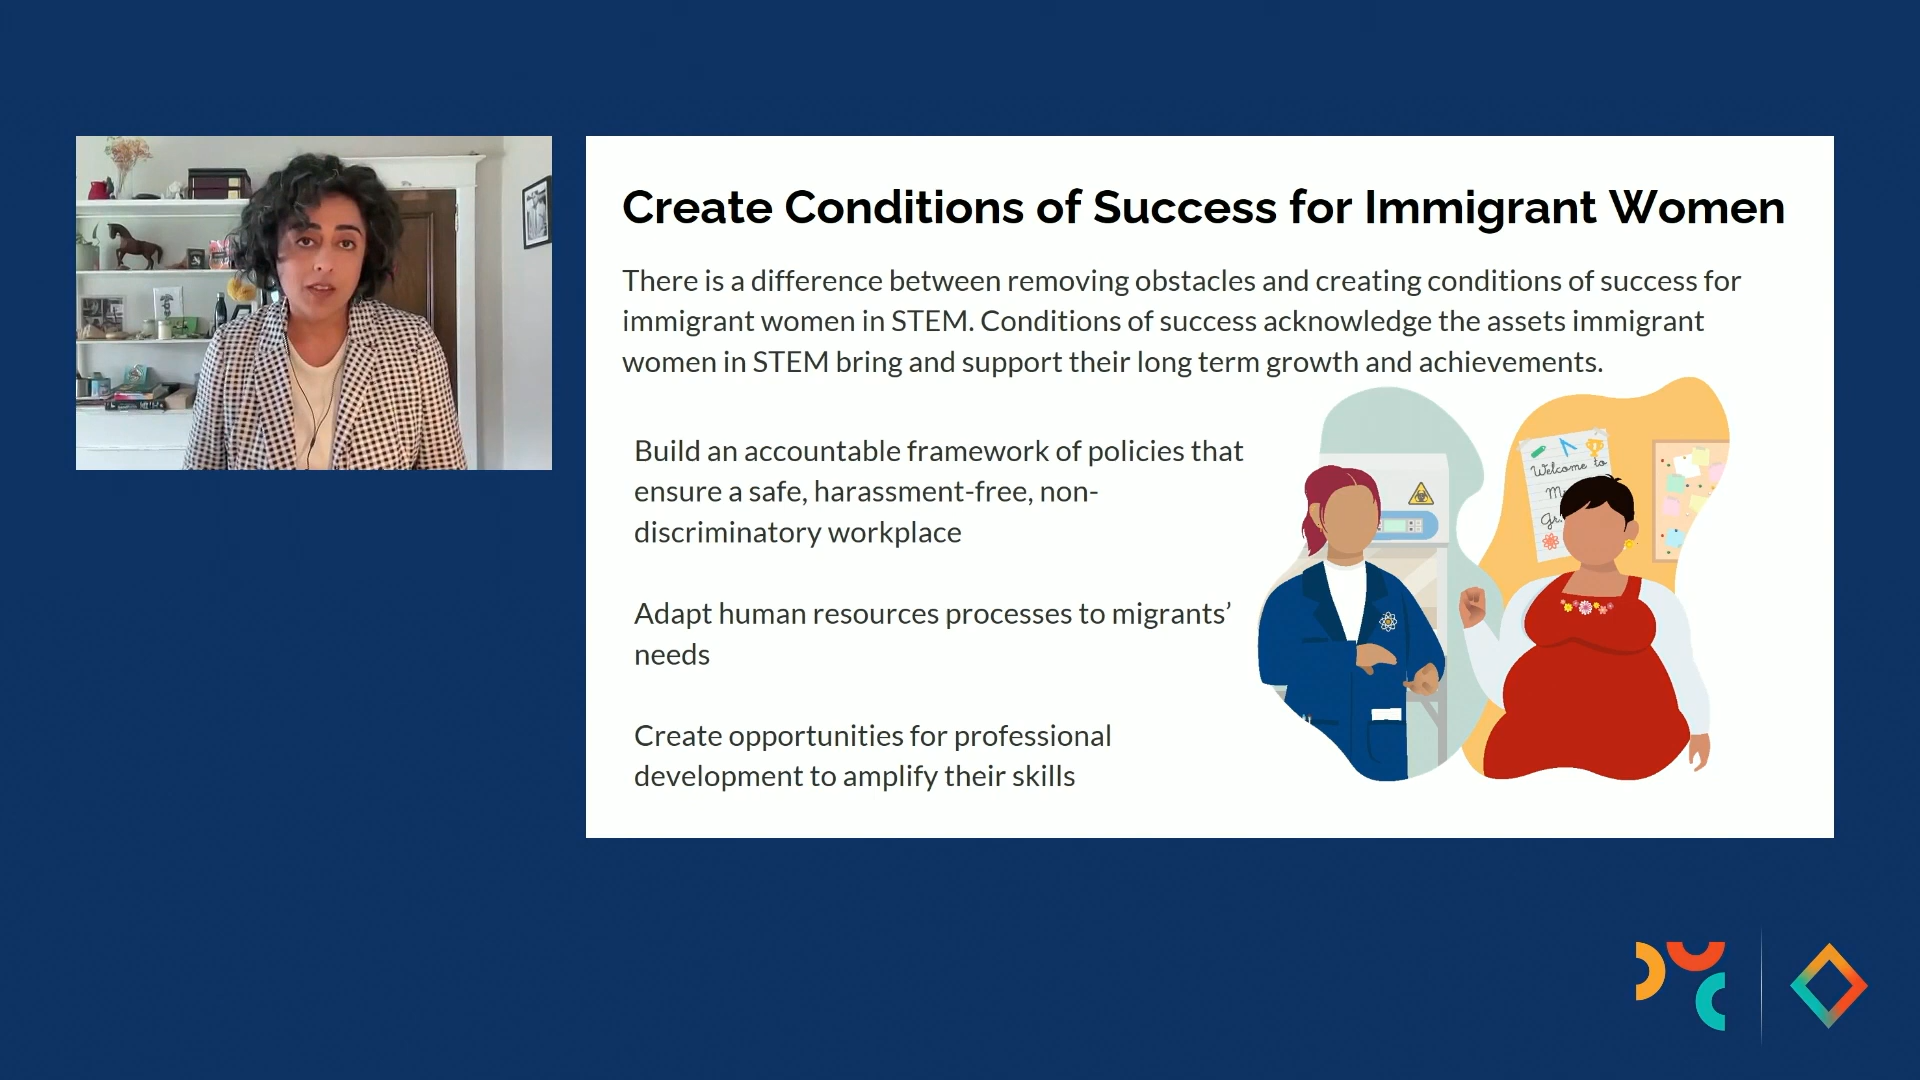 Create Conditions of Success for Immigrant Women
There is a difference between removing obstacles and creating conditions of success for
immigrant women in STEM. Conditions of success acknowledge the assets immigrant
women in STEM bring and support their long term growth and achievements.
Build an accountable framework of policies that
ensure a safe, harassment-free, non-
discriminatory workplace
Adapt human resources processes to migrants’
needs
Create opportunities for professional
development to amplify their skills
Welcome to